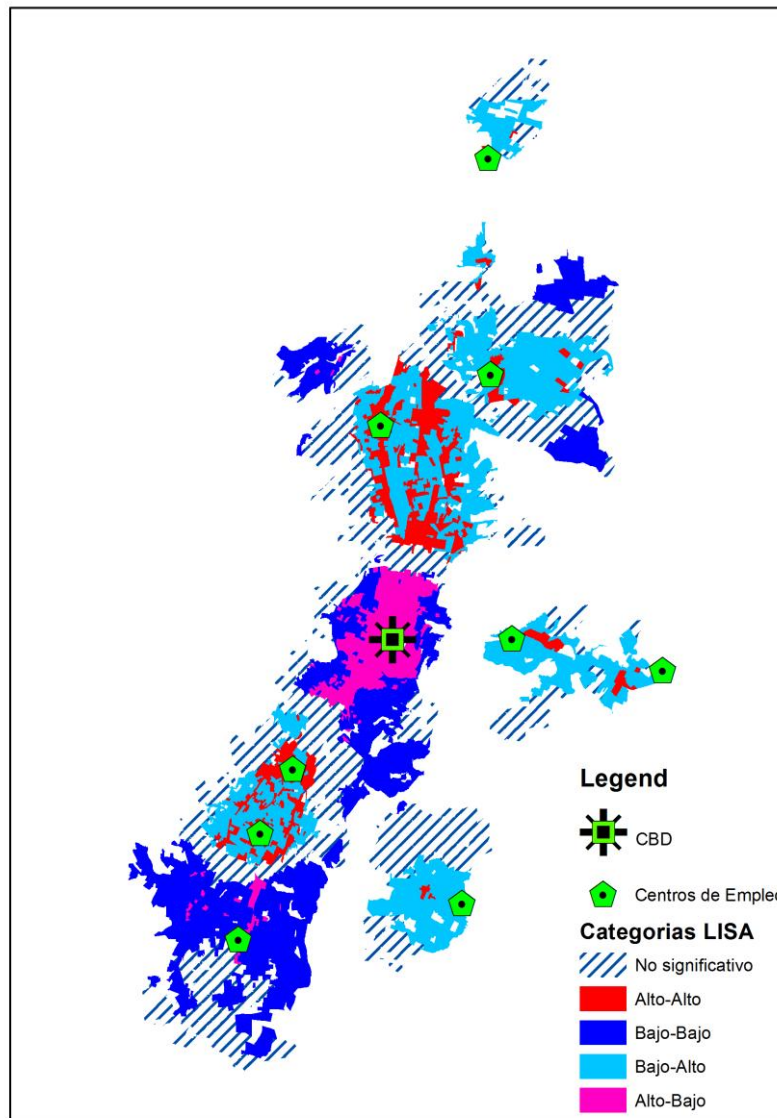 Legend
CBD
Centros de Empleo
Categorias LISA
No significativo
Alto-Alto
Bajo-Bajo
Bajo-Alto
Alto-Bajo